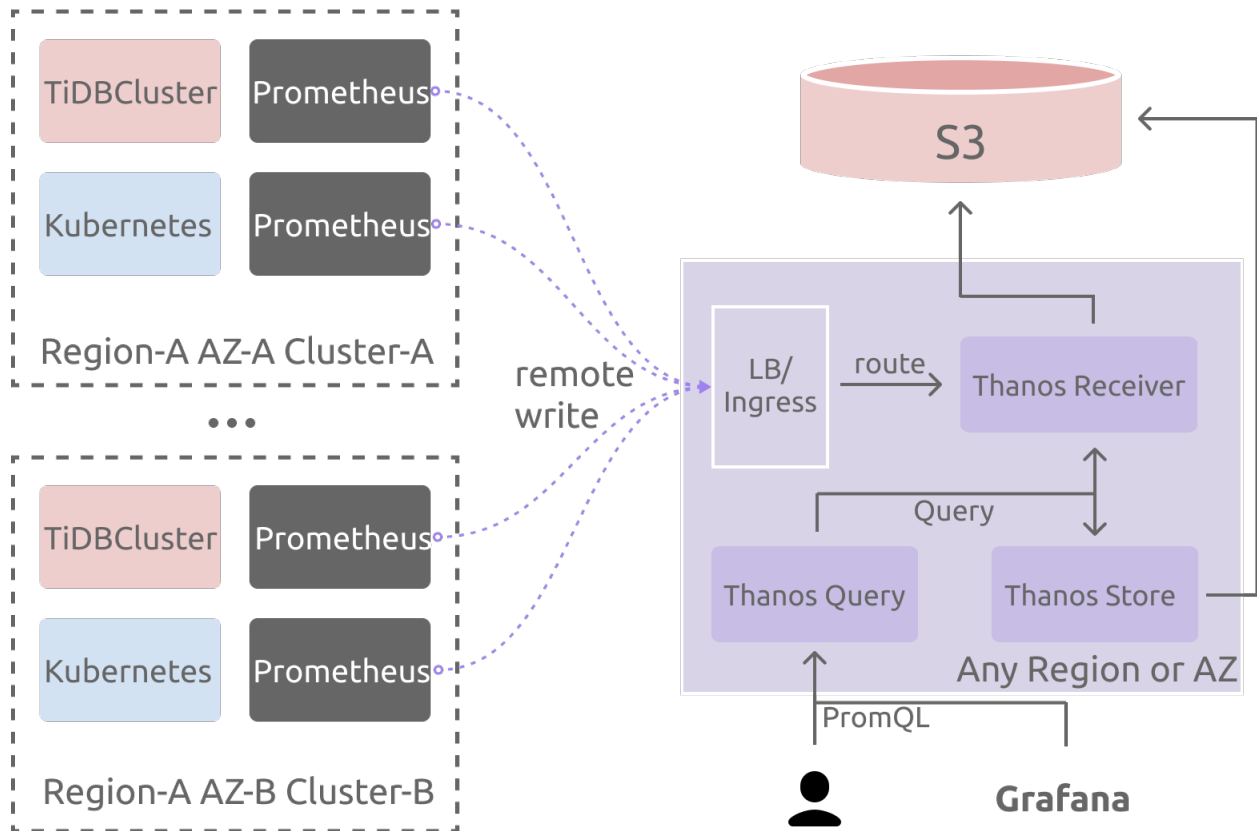 TiDBCluster
Prometheus
Kubernetes
Prometheus
Region-A AZ-A Cluster-A
...
TiDBCluster
Prometheus
Kubernetes
Prometheus
Region-A AZ-B Cluster-B
remote
write
S3
LB/
Ingress
route
Thanos Receiver
Query
Thanos Query
Thanos Store
Any Region or AZ
PromQL
Grafana